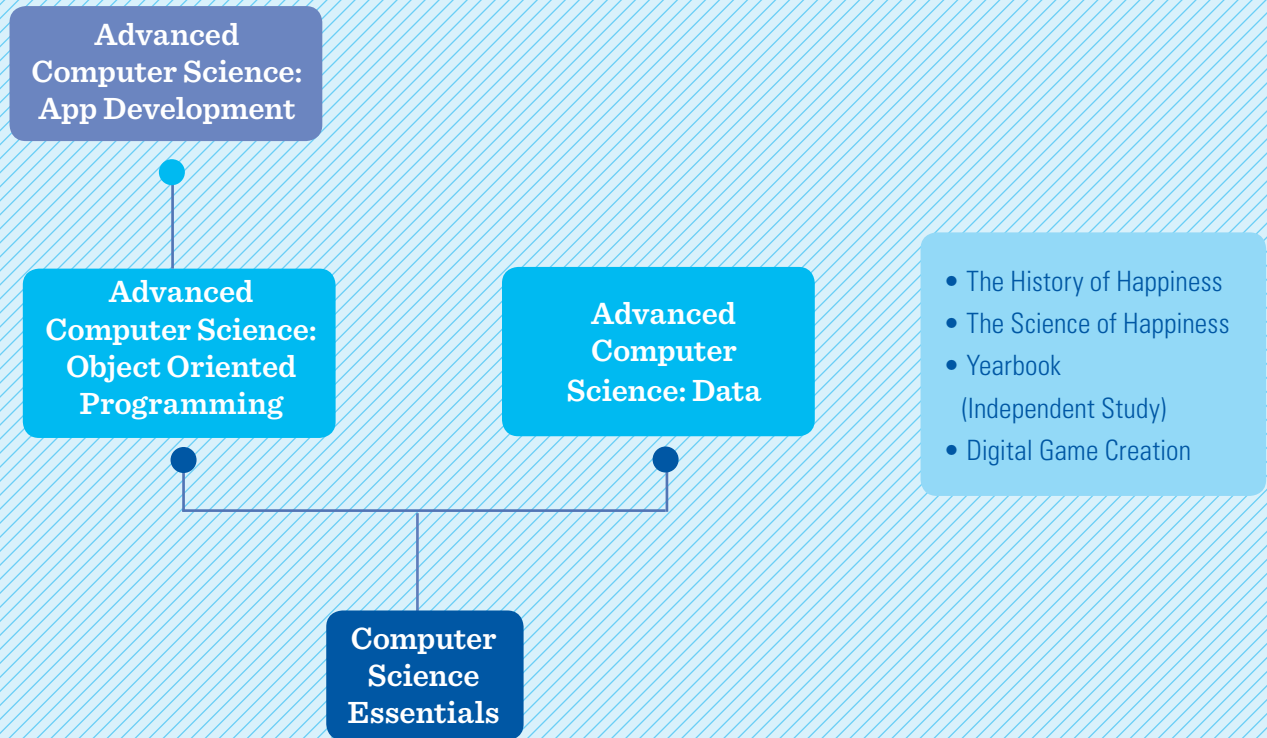 Advanced
Computer Science:
App Development
Advanced
Computer Science:
Object Oriented
Programming
Advanced
Computer
Science: Data
• The History of Happiness
• The Science of Happiness
• Yearbook
(Independent Study)
• Digital Game Creation
Computer
Science
Essentials